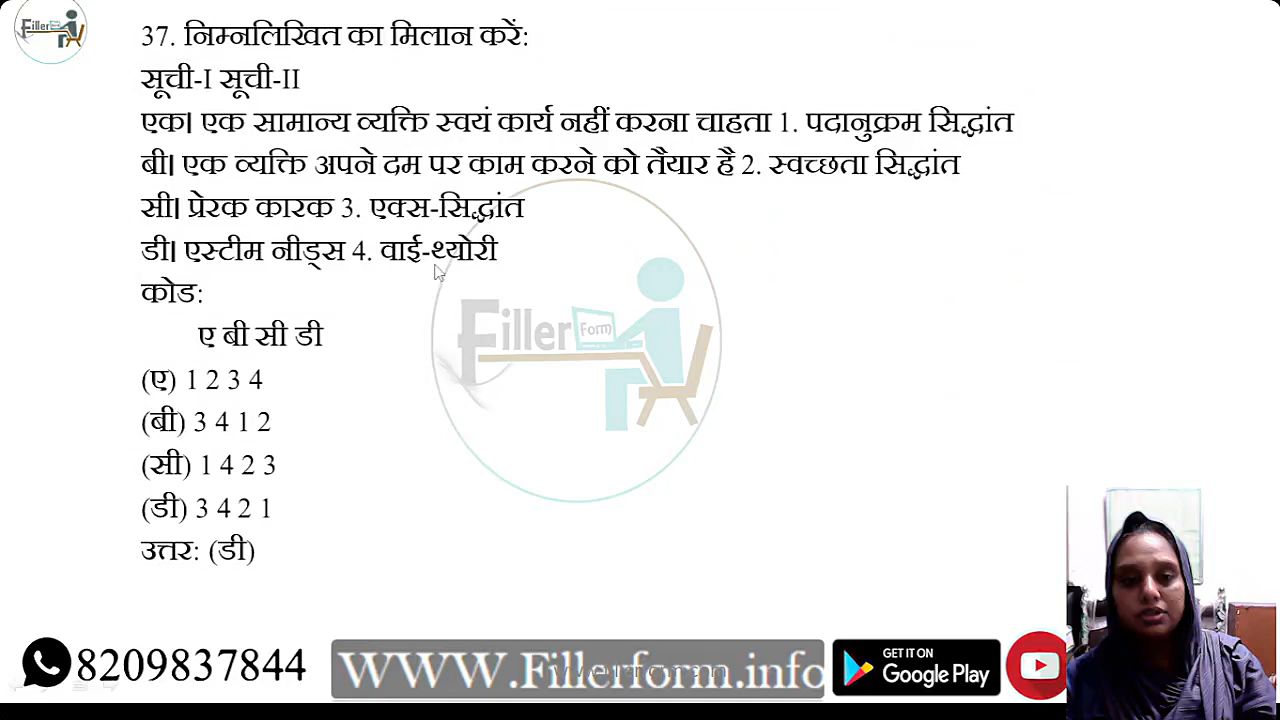 Filler
37. निम्नलिखित का मिलान करें:
सूची-I सूची-II
एक। एक सामान्य व्यक्ति स्वयं कार्य नहीं करना चाहता 1. पदानुक्रम सिद्धांत
बी। एक व्यक्ति अपने दम पर काम करने को तैयार है 2. स्वच्छता सिद्धांत
सी। प्रेरक कारक 3. एक्स-सिद्धांत
डी। एस्टीम नीड्स 4. वाई-थ्योरी
कोड:
ए बी सी डी
Filler Form
(ए) 1 2 3 4
(बी) 3 4 1 2
(सी) 1 4 2 3
(डी) 3 4 2 1
उत्तर: (डी)
8209837844
WWW.Fillerform.info
GET IT ON
Google Play